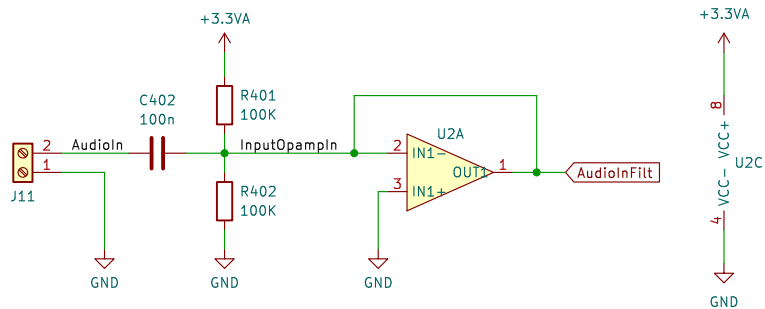 +3.3VA
+3.3VA
C402
100n
R401
100K
8
VCC+
2
AudioIn
InputOpampIn
U2A
2
IN1-
1
OUT1
AudioInFilt
U2C
1
J11
R402
100K
3
IN1+
VCC-
4
GND
GND
GND
GND